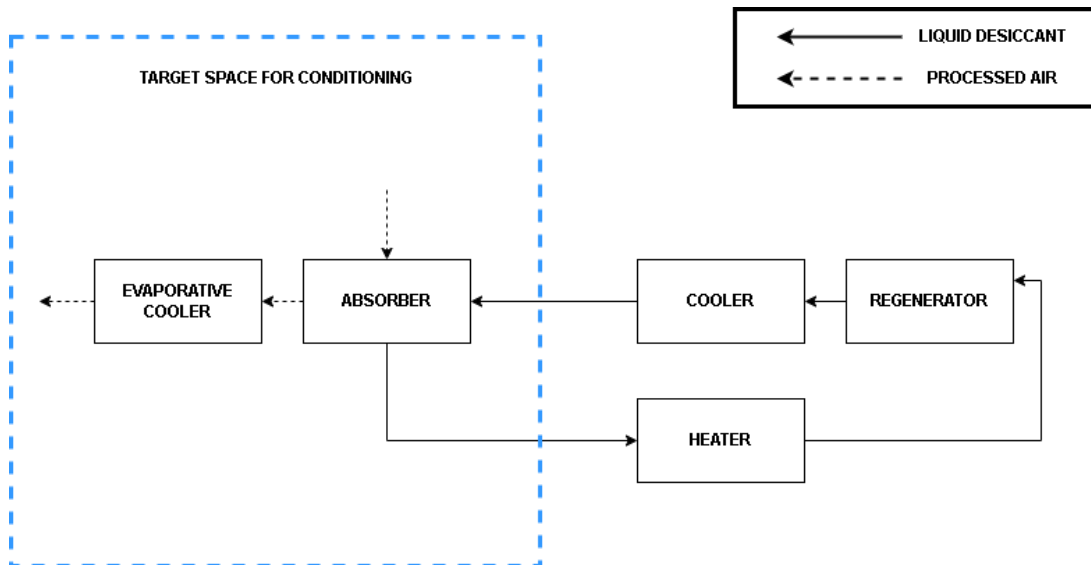 LIQUID DESICCANT
TARGET SPACE FOR CONDITIONING
PROCESSED AIR
EVAPORATIVE
COOLER
ABSORBER
COOLER
REGENERATOR
HEATER